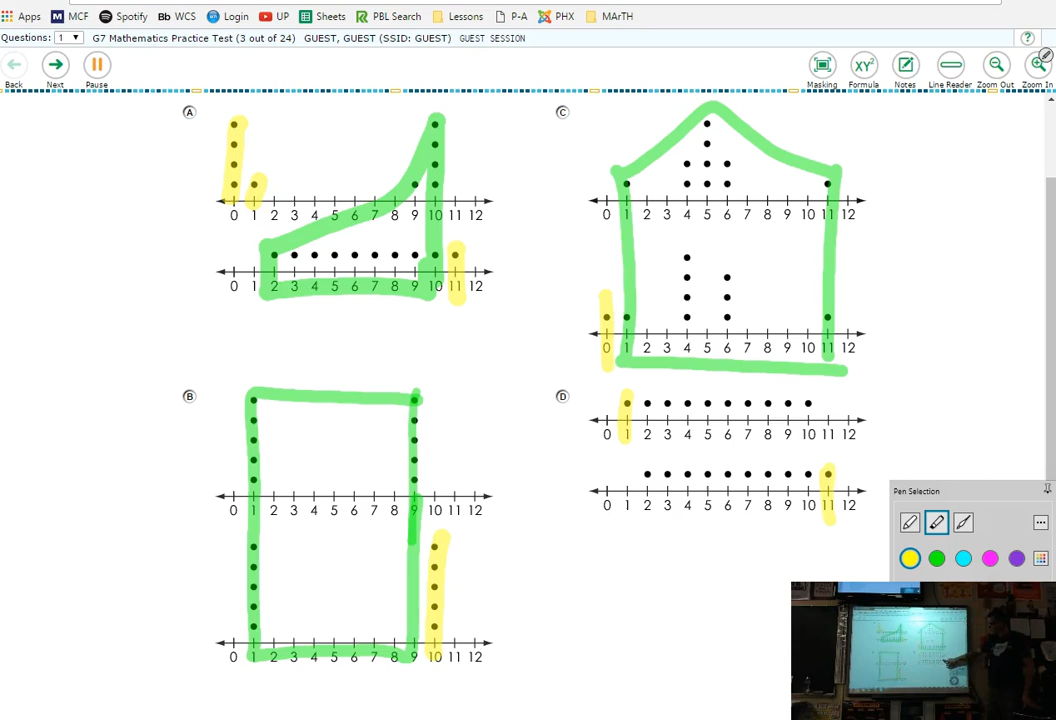 Apps MCF Spotify WCS Login UP Sheets PBL Search Lessons P-A PHX MArTH
Questions: 1 G7 Mathematics Practice Test (3 out of 24) GUEST, GUEST (SSID: GUEST) GUEST SESSION ?
XY²
Back Next Pause Masking Formula Notes Line Reader Zoom Out Zoom In
A
0 1 2 3 4 5 6 7 8 9 10 11 12
0 1 2 3 4 5 6 7 8 9 10 11 12
C
0 1 2 3 4 5 6 7 8 9 10 11 12
0 1 2 3 4 5 6 7 8 9 10 11 12
B
0 1 2 3 4 5 6 7 8 9 10 11 12
0 1 2 3 4 5 6 7 8 9 10 11 12
D
0 1 2 3 4 5 6 7 8 9 10 11 12
0 1 2 3 4 5 6 7 8 9 10 11 12
Pen Selection